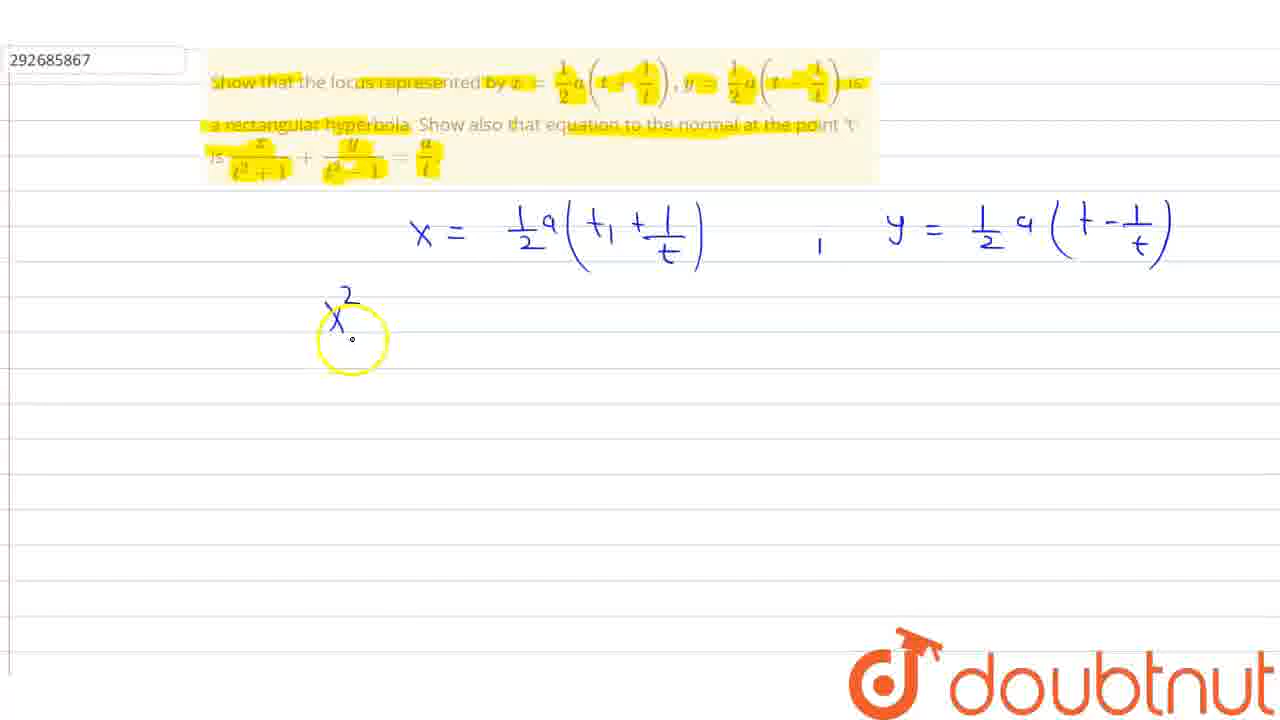 292685867
Show that the locus represented by x = 1/2 a(t + 1/t), y = 1/2 a(t − 1/t) is
a rectangular hyperbola. Show also that equation to the normal at the point 't'
is x/(t² + 1) + y/(t² − 1) = a/t
x = 1/2 a(t₁ + 1/t) , y = 1/2 a(t − 1/t)
x²
doubtnut